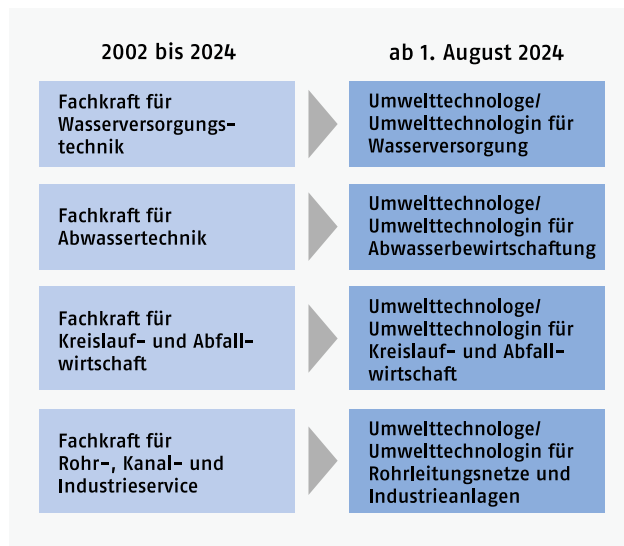 2002 bis 2024
ab 1. August 2024
Fachkraft für
Wasserversorgungs-
technik
Umwelttechnologe/
Umwelttechnologin für
Wasserversorgung
Fachkraft für
Abwassertechnik
Umwelttechnologe/
Umwelttechnologin für
Abwasserbewirtschaftung
Fachkraft für
Kreislauf- und Abfall-
wirtschaft
Umwelttechnologe/
Umwelttechnologin für
Kreislauf- und Abfall-
wirtschaft
Fachkraft für
Rohr-, Kanal- und
Industrieservice
Umwelttechnologe/
Umwelttechnologin für
Rohrleitungsnetze und
Industrieanlagen